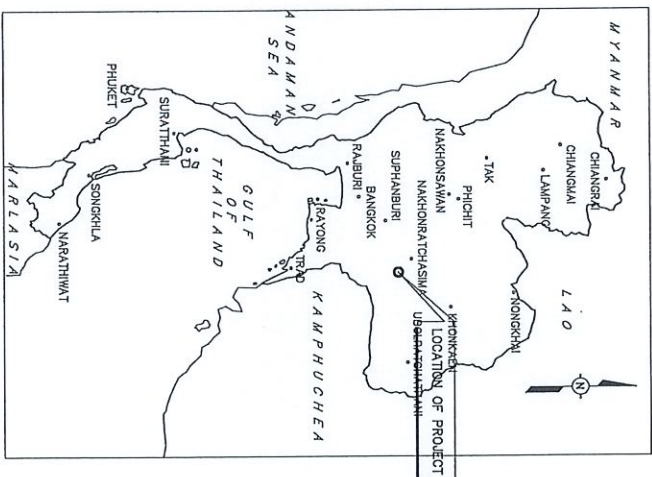 MYANMAR
CHIANGRAI
CHIANGMAI
LAMPANG
LAO
NONGKHAI
TAK
PHICHIT
NAKHONSAWAN
KHONKAEN
NAKHONRATCHASIMA
LOCATION OF PROJECT
UBOLRATCHATHANI
SUPHANBURI
BANGKOK
RAJBURI
RAYONG
TRAD
KAMPHUCHEA
ANDAMAN
SEA
GULF
OF
THAILAND
SURATTHANI
PHUKET
SONGKHLA
NARATHIWAT
MARLASIA
N